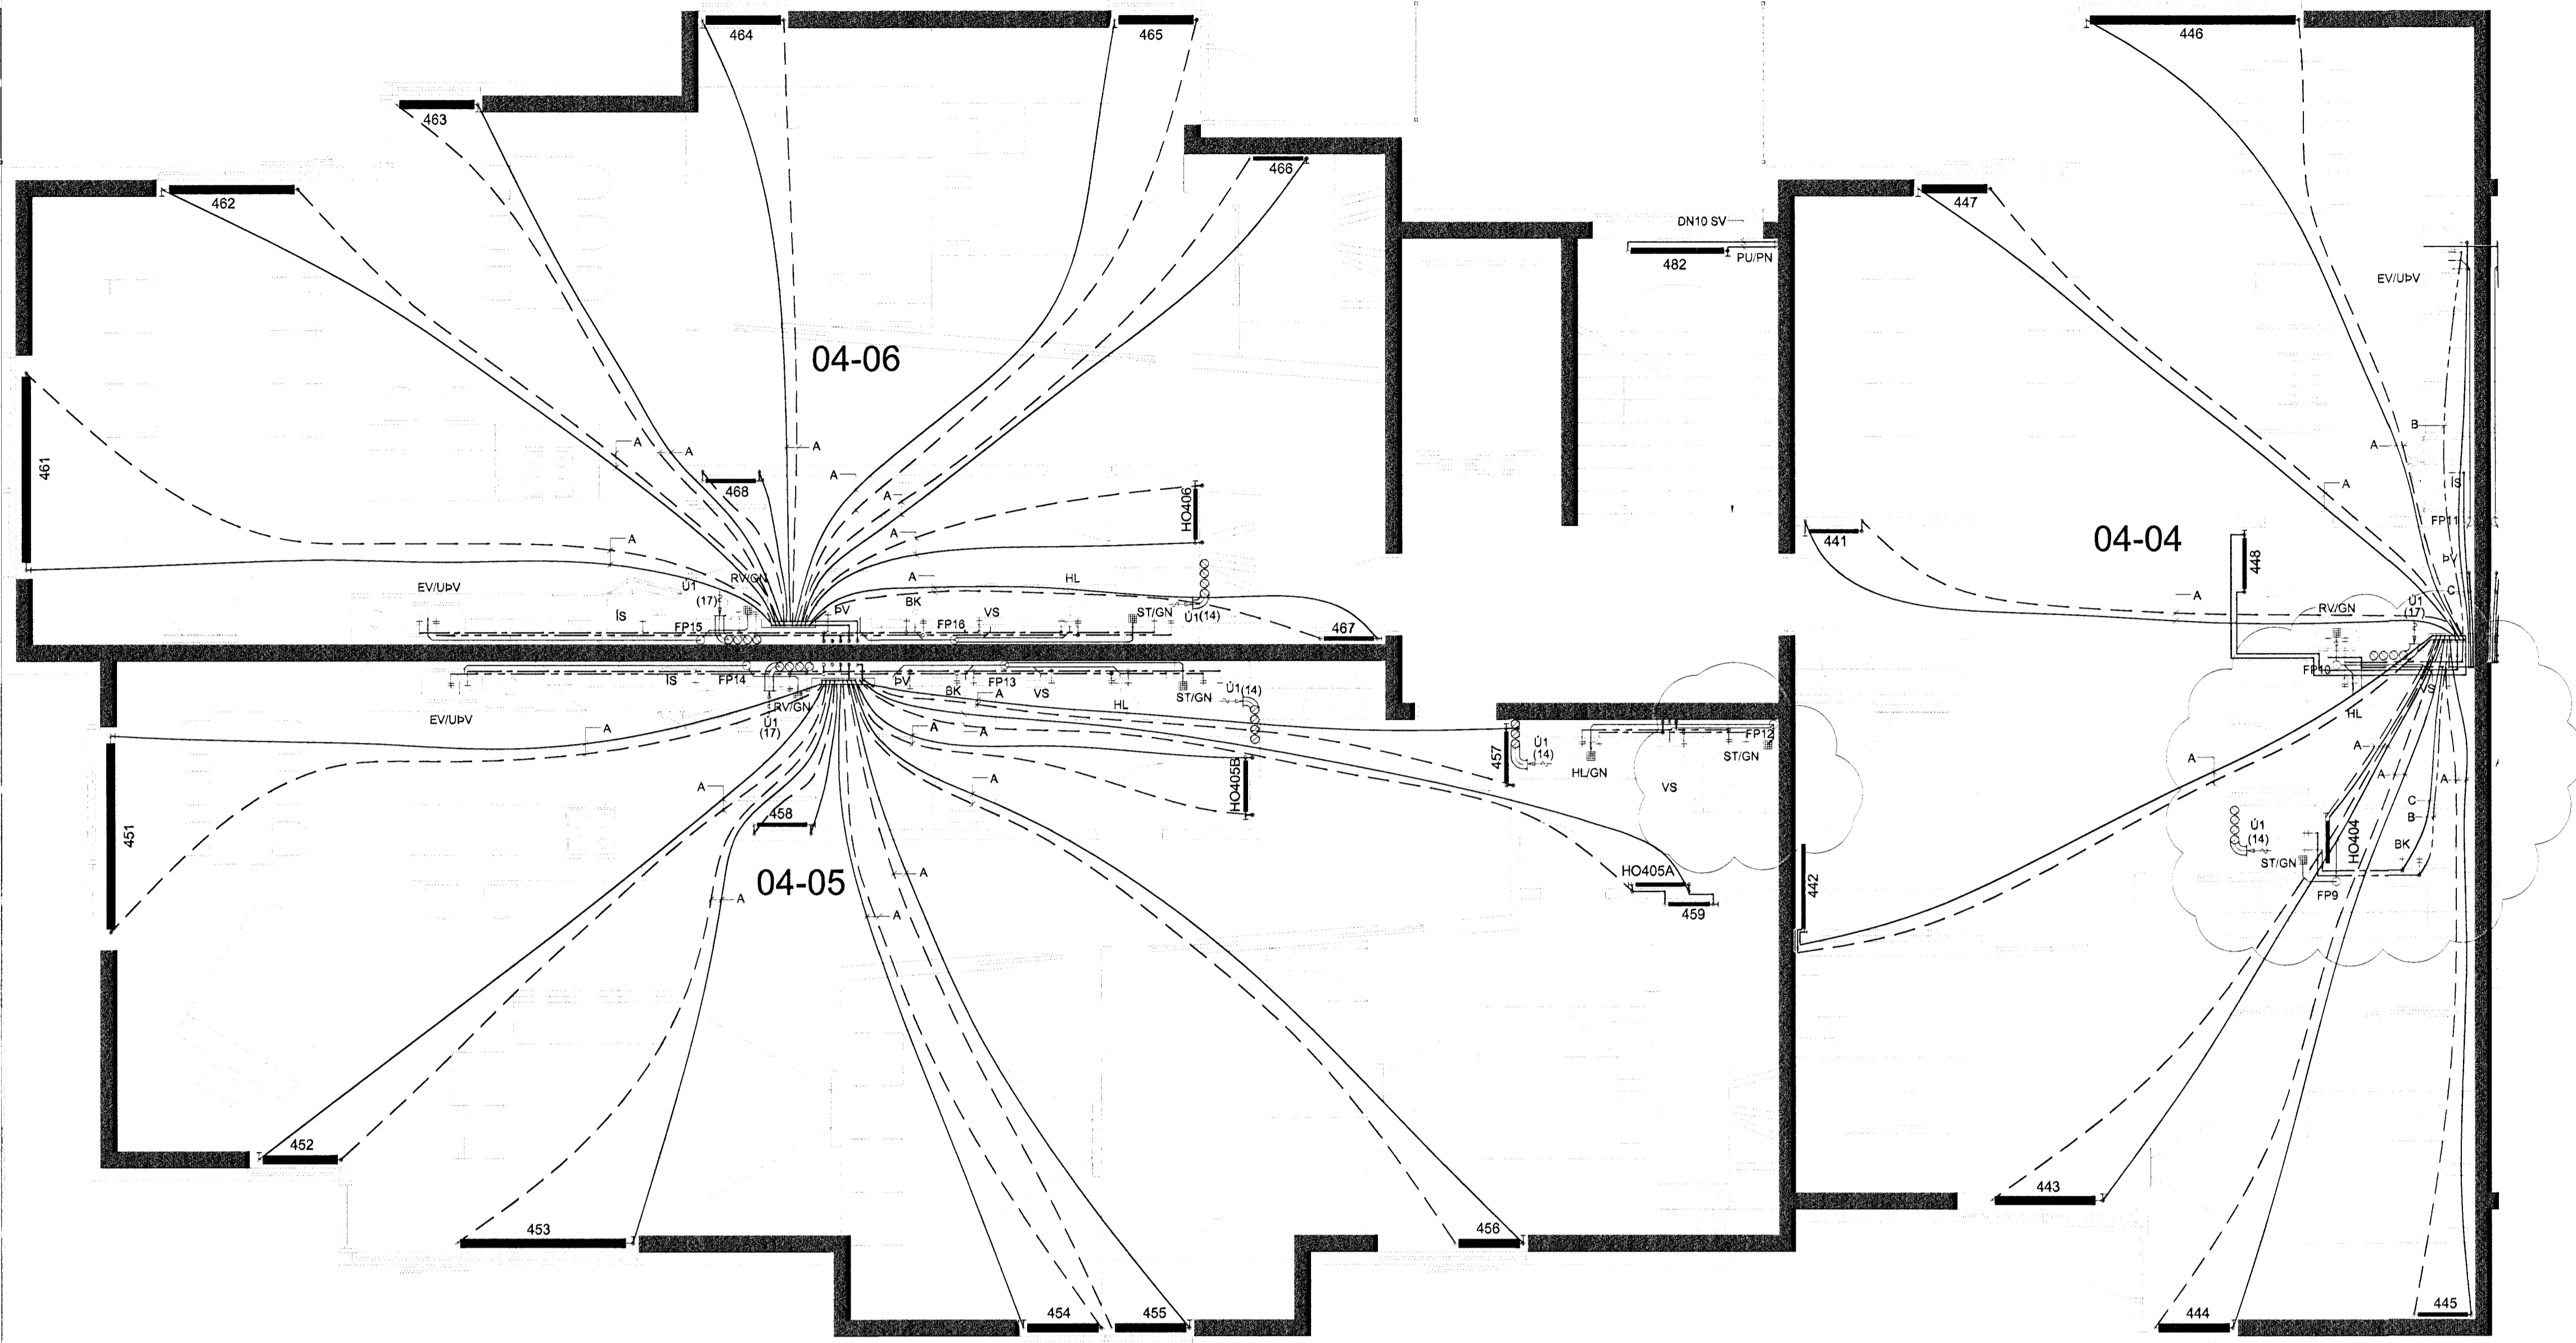 464
465
446
463
466
462
447
DN10 SV
482
PU/PN
EV/UÞV
04-06
461
A
A
A
A
A
A
A
A
468
HO406
B
A
A
ÍS
FP11
441
04-04
448
ÞV
C
A
EV/UÞV
ÍS
Ú1
(17)
RV/GN
FP15
ÞV
BK
FP16
VS
HL
ST/GN
Ú1(14)
467
RV/GN
Ú1
(17)
FP10
VS
HL
ÍS
FP14
EV/UÞV
RV/GN
Ú1
(17)
ÞV
BK
FP13
VS
HL
ST/GN
Ú1(14)
A
A
A
A
A
A
451
458
HO405B
457
Ú1
(14)
HL/GN
FP12
ST/GN
VS
A
A
A
A
C
B
04-05
A
A
A
HO405A
459
442
Ú1
(14)
ST/GN
HO404
BK
FP9
452
453
454
455
456
443
444
445